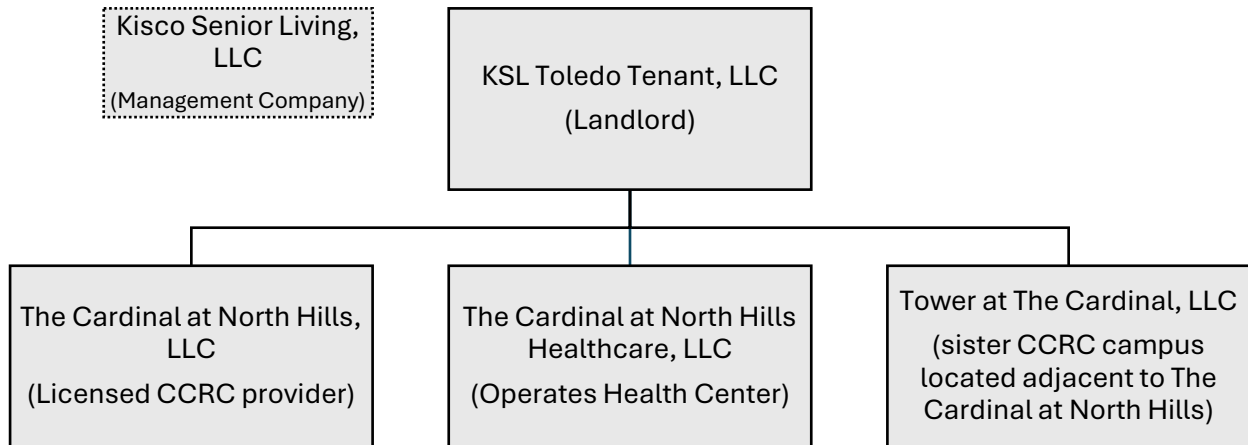 Kisco Senior Living,
LLC
(Management Company)
KSL Toledo Tenant, LLC
(Landlord)
The Cardinal at North Hills,
LLC
(Licensed CCRC provider)
The Cardinal at North Hills
Healthcare, LLC
(Operates Health Center)
Tower at The Cardinal, LLC
(sister CCRC campus
located adjacent to The
Cardinal at North Hills)